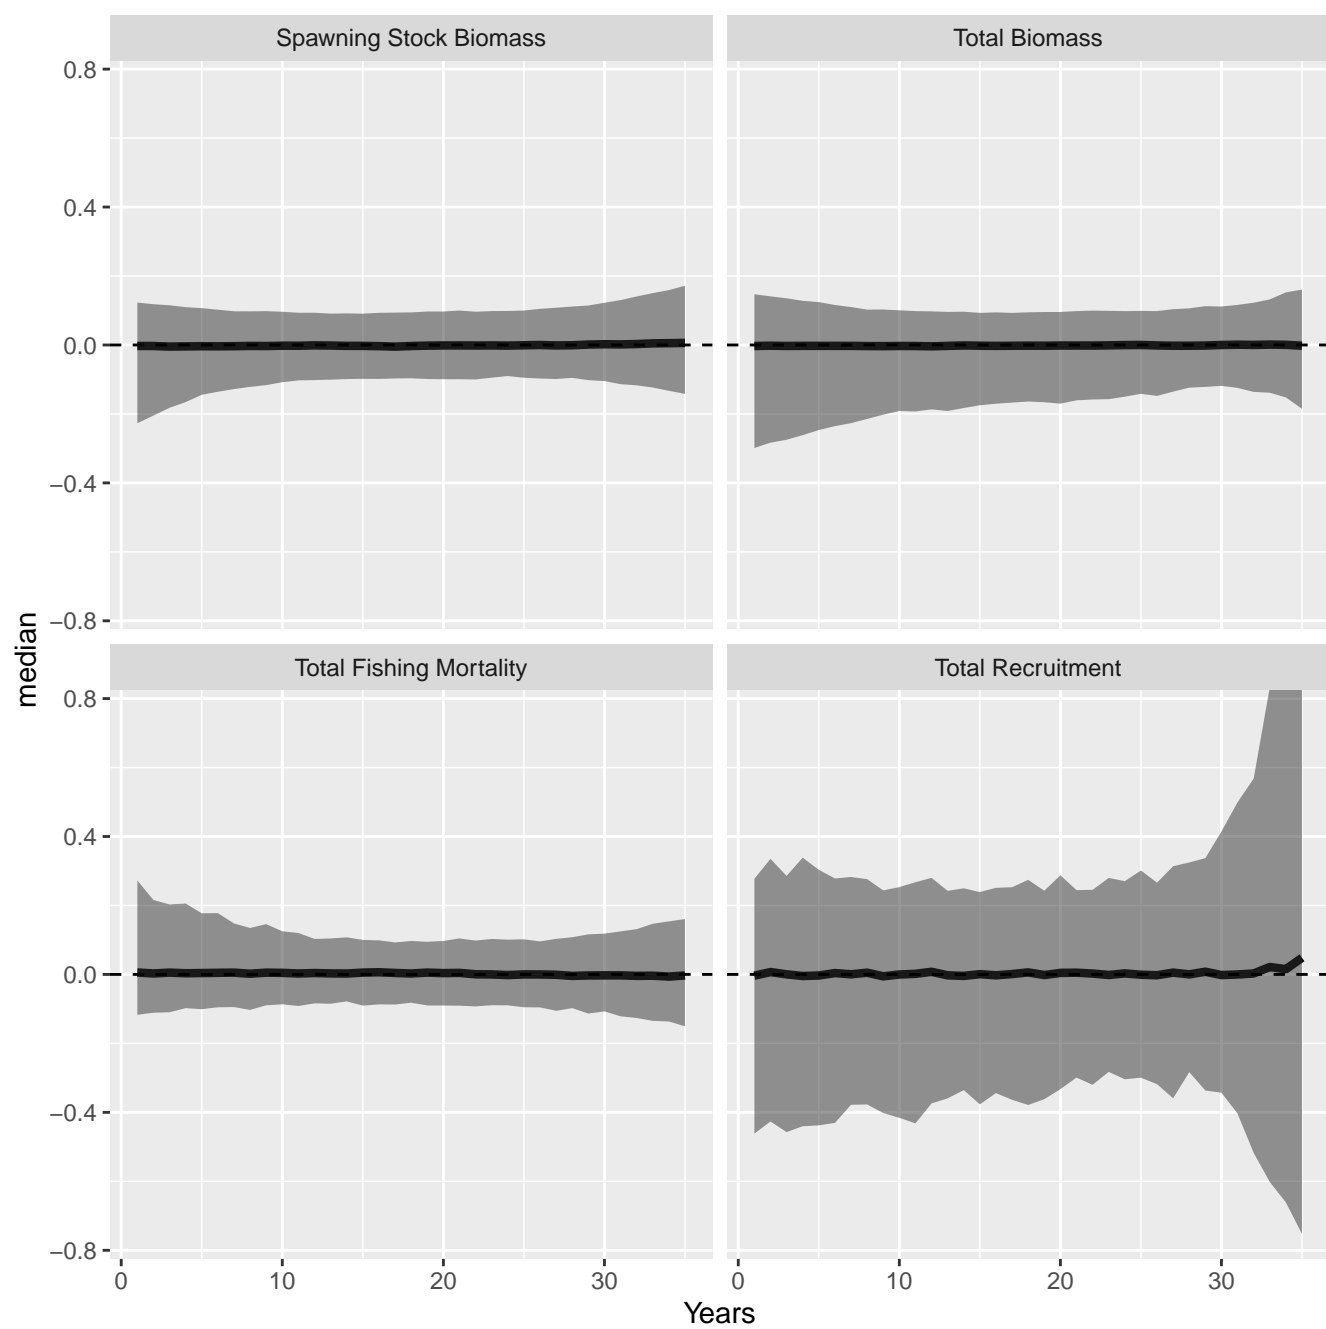 Spawning Stock Biomass
Total Biomass
0.8
0.4
0.0
−0.4
−0.8
Total Fishing Mortality
Total Recruitment
0.8
0.4
0.0
−0.4
−0.8
0 10 20 30
0 10 20 30
Years
median